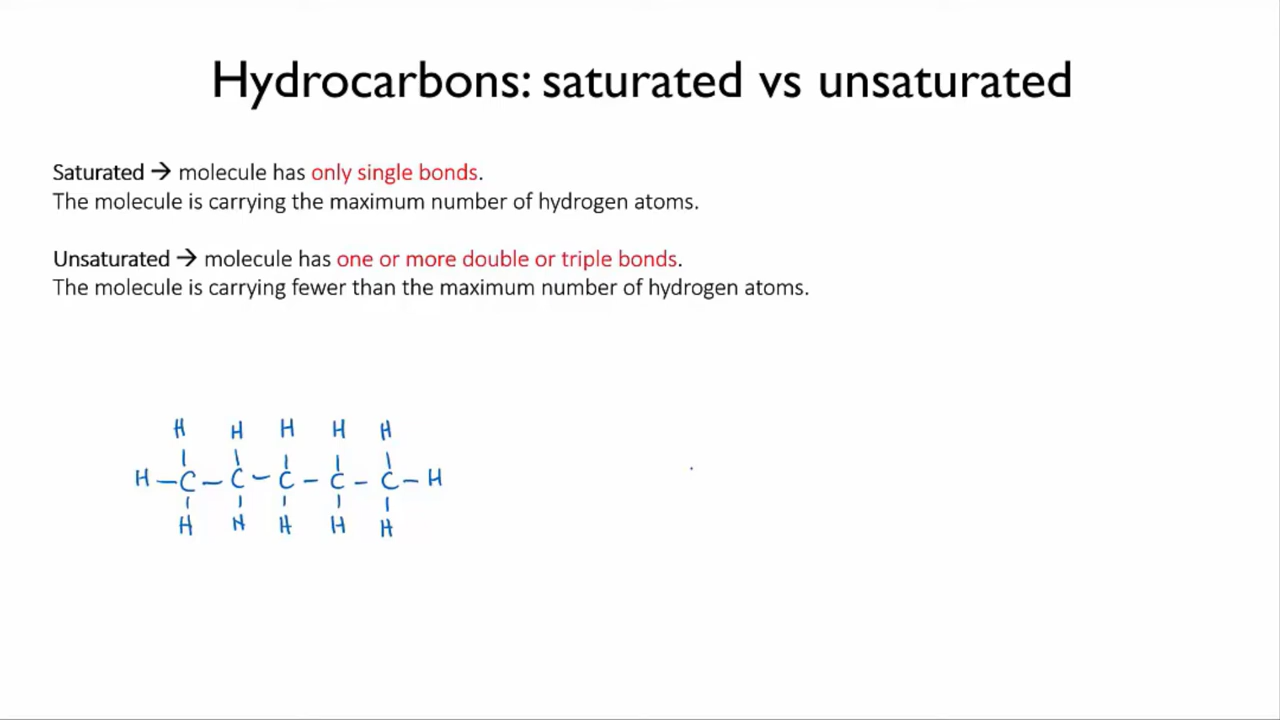 Hydrocarbons: saturated vs unsaturated
Saturated → molecule has only single bonds.
The molecule is carrying the maximum number of hydrogen atoms.
Unsaturated → molecule has one or more double or triple bonds.
The molecule is carrying fewer than the maximum number of hydrogen atoms.
H H H H H
H – C – C – C – C – C – H
H H H H H